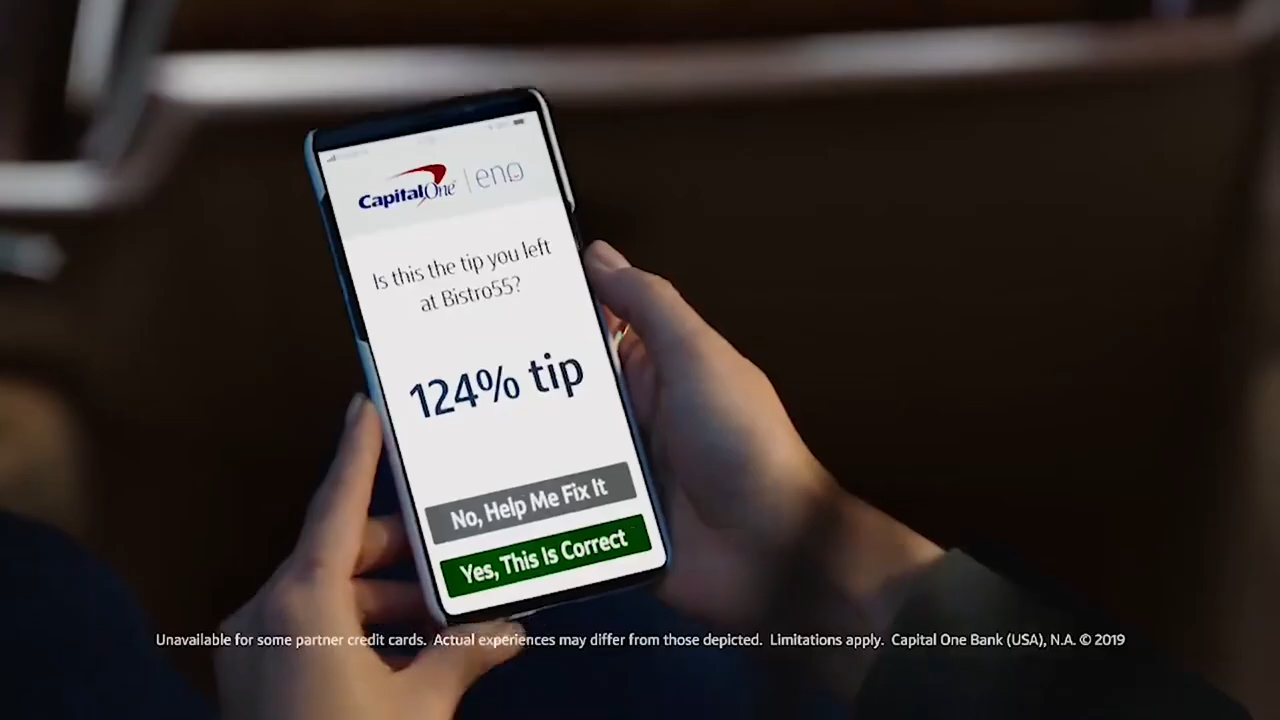 CapitalOne | eno
Is this the tip you left
at Bistro55?
124% tip
No, Help Me Fix It
Yes, This Is Correct
Unavailable for some partner credit cards. Actual experiences may differ from those depicted. Limitations apply. Capital One Bank (USA), N.A. © 2019